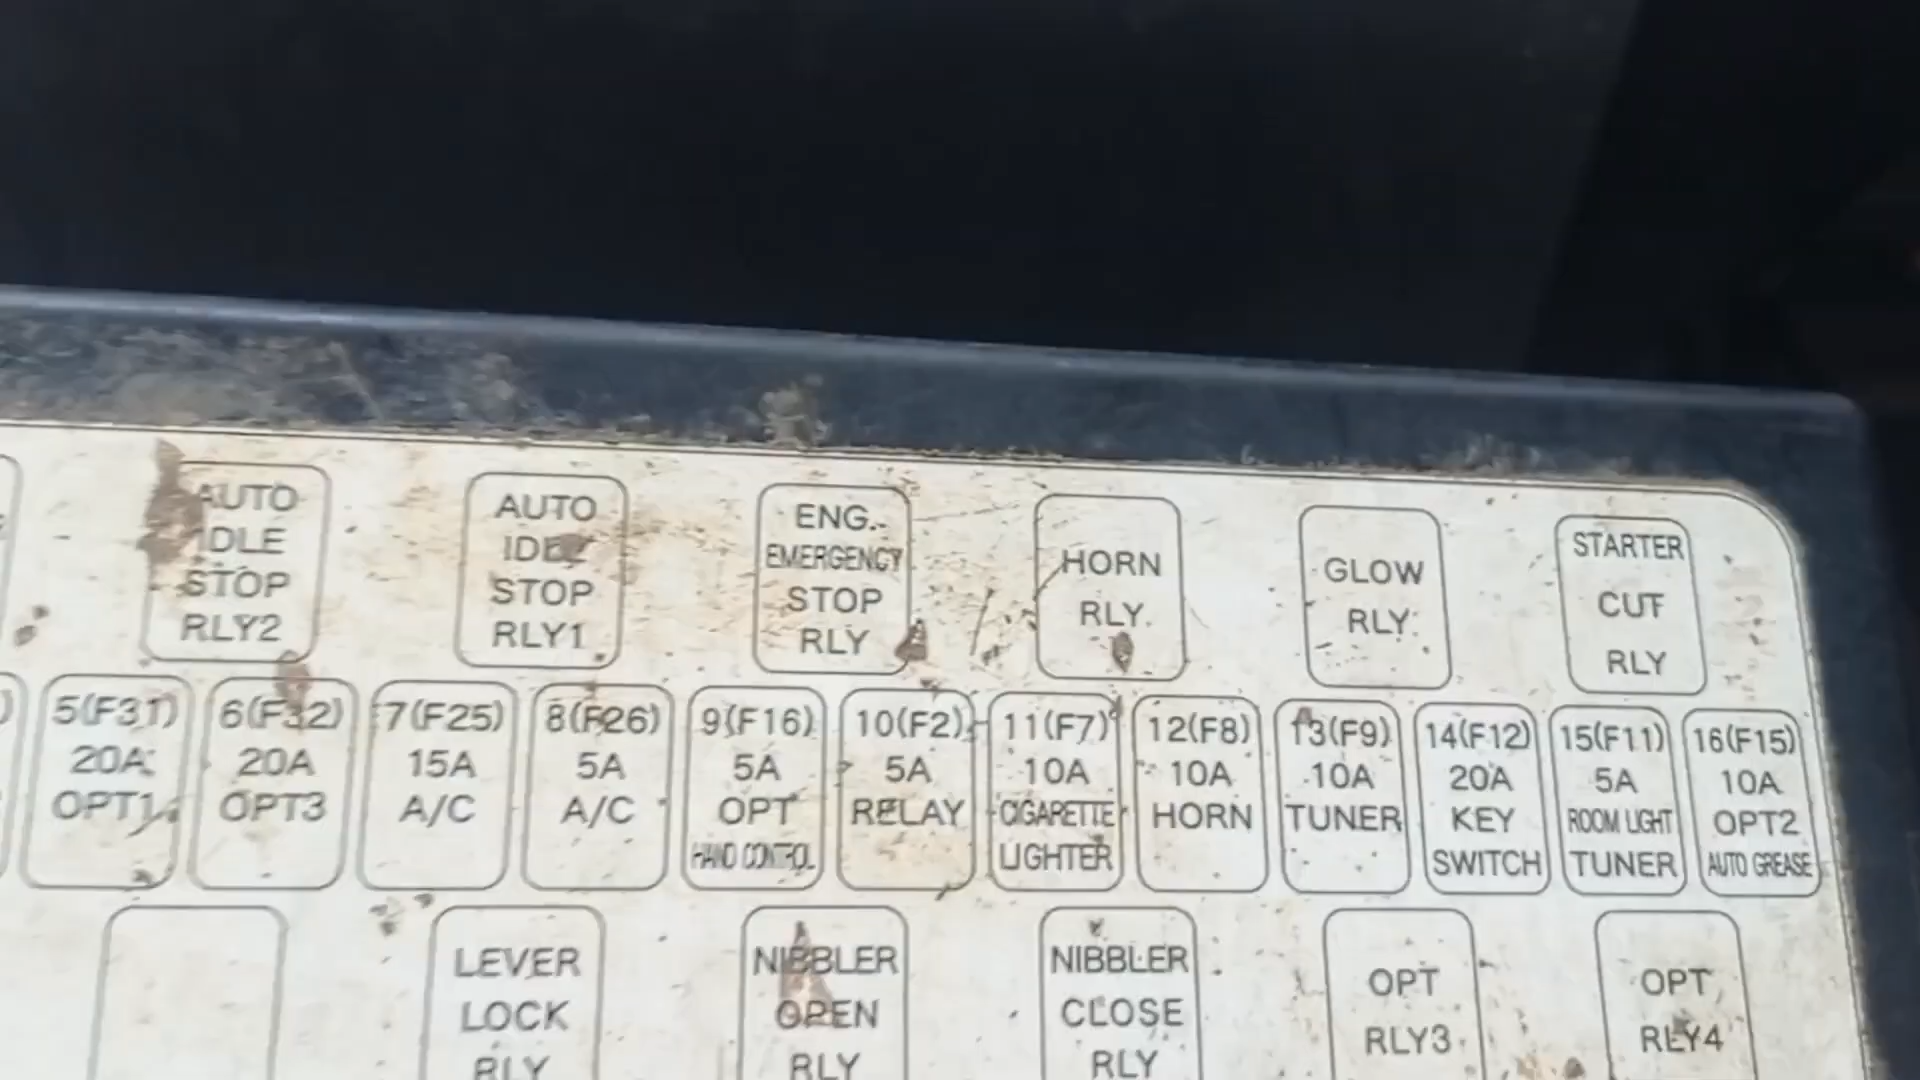 AUTO
IDLE
STOP
RLY2
AUTO
IDLE
STOP
RLY1
ENG.
EMERGENCY
STOP
RLY
HORN
RLY
GLOW
RLY
STARTER
CUT
RLY
5(F31)
20A
OPT1
6(F32)
20A
OPT3
7(F25)
15A
A/C
8(F26)
5A
A/C
9(F16)
5A
OPT
HAND CONTROL
10(F2)
5A
RELAY
11(F7)
10A
CIGARETTE
LIGHTER
12(F8)
10A
HORN
13(F9)
10A
TUNER
14(F12)
20A
KEY
SWITCH
15(F11)
5A
ROOM LIGHT
TUNER
16(F15)
10A
OPT2
AUTO GREASE
LEVER
LOCK
RLY
NIBBLER
OPEN
RLY
NIBBLER
CLOSE
RLY
OPT
RLY3
OPT
RLY4